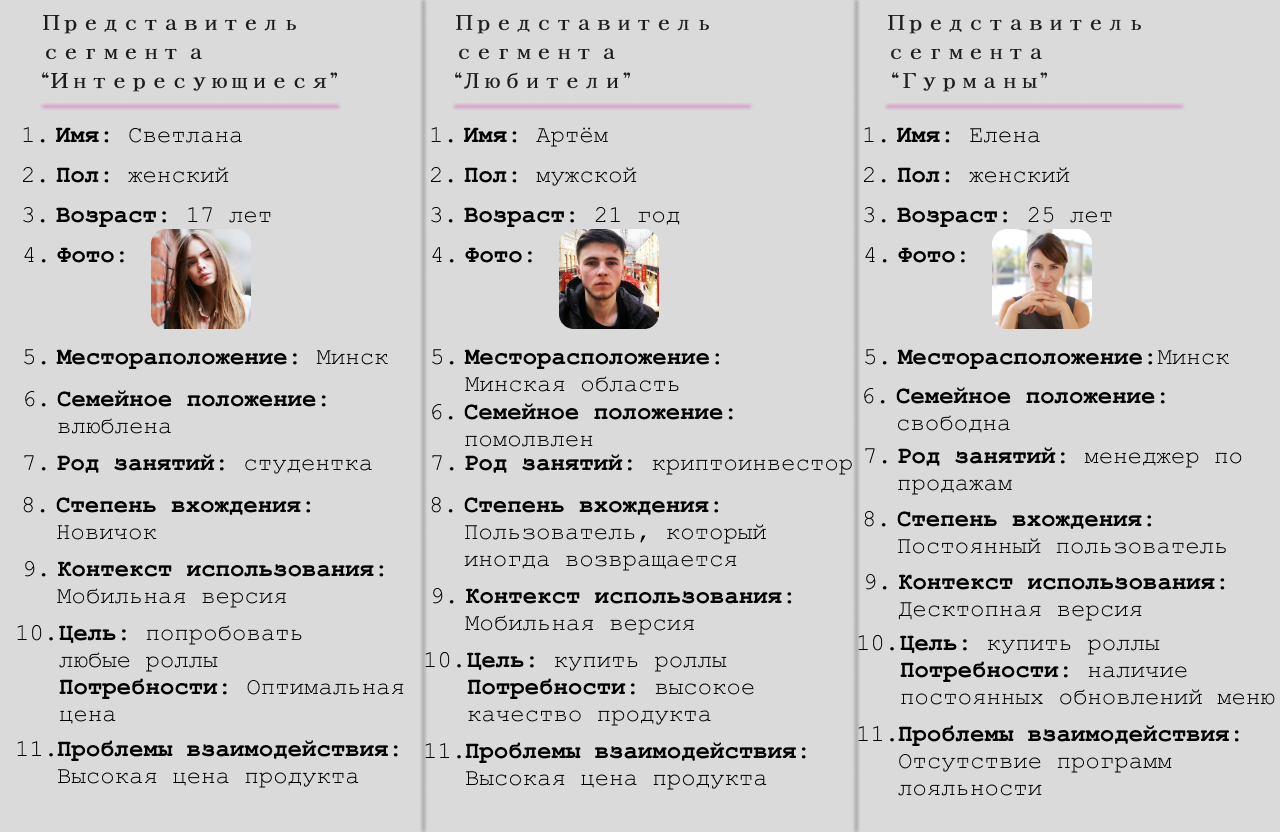 Представитель
сегмента
“Интересующиеся”
1. Имя: Светлана
2. Пол: женский
3. Возраст: 17 лет
4. Фото:
5. Местораположение: Минск
6. Семейное положение:
влюблена
7. Род занятий: студентка
8. Степень вхождения:
Новичок
9. Контекст использования:
Мобильная версия
10. Цель: попробовать
любые роллы
Потребности: Оптимальная
цена
11. Проблемы взаимодействия:
Высокая цена продукта
Представитель
сегмента
“Любители”
1. Имя: Артём
2. Пол: мужской
3. Возраст: 21 год
4. Фото:
5. Месторасположение:
Минская область
6. Семейное положение:
помолвлен
7. Род занятий: криптоинвестор
8. Степень вхождения:
Пользователь, который
иногда возвращается
9. Контекст использования:
Мобильная версия
10. Цель: купить роллы
Потребности: высокое
качество продукта
11. Проблемы взаимодействия:
Высокая цена продукта
Представитель
сегмента
“Гурманы”
1. Имя: Елена
2. Пол: женский
3. Возраст: 25 лет
4. Фото:
5. Месторасположение:Минск
6. Семейное положение:
свободна
7. Род занятий: менеджер по
продажам
8. Степень вхождения:
Постоянный пользователь
9. Контекст использования:
Десктопная версия
10. Цель: купить роллы
Потребности: наличие
постоянных обновлений меню
11. Проблемы взаимодействия:
Отсутствие программ
лояльности